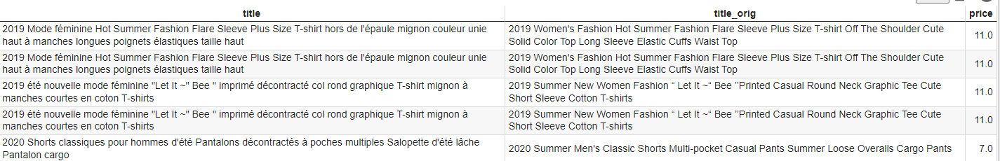 title title_orig price
2019 Mode féminine Hot Summer Fashion Flare Sleeve Plus Size T-shirt hors de l'épaule mignon couleur unie
haut à manches longues poignets élastiques taille haut
2019 Women's Fashion Hot Summer Fashion Flare Sleeve Plus Size T-shirt Off The Shoulder Cute
Solid Color Top Long Sleeve Elastic Cuffs Waist Top
11.0
2019 Mode féminine Hot Summer Fashion Flare Sleeve Plus Size T-shirt hors de l'épaule mignon couleur unie
haut à manches longues poignets élastiques taille haut
2019 Women's Fashion Hot Summer Fashion Flare Sleeve Plus Size T-shirt Off The Shoulder Cute
Solid Color Top Long Sleeve Elastic Cuffs Waist Top
11.0
2019 été nouvelle mode féminine "Let It ~" Bee " imprimé décontracté col rond graphique T-shirt mignon à
manches courtes en coton T-shirts
2019 Summer New Women Fashion “ Let It ~“ Bee ’’Printed Casual Round Neck Graphic Tee Cute
Short Sleeve Cotton T-shirts
11.0
2019 été nouvelle mode féminine "Let It ~" Bee " imprimé décontracté col rond graphique T-shirt mignon à
manches courtes en coton T-shirts
2019 Summer New Women Fashion “ Let It ~“ Bee ’’Printed Casual Round Neck Graphic Tee Cute
Short Sleeve Cotton T-shirts
11.0
2020 Shorts classiques pour hommes d'été Pantalons décontractés à poches multiples Salopette d'été lâche
Pantalon cargo
2020 Summer Men's Classic Shorts Multi-pocket Casual Pants Summer Loose Overalls Cargo Pants
7.0